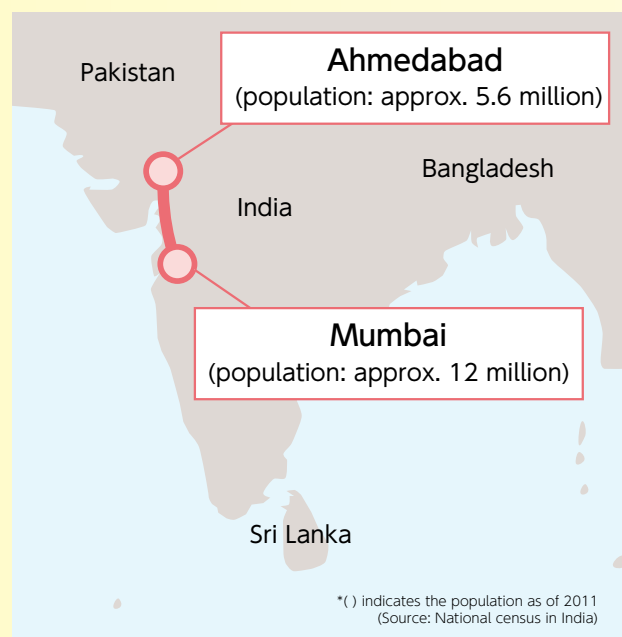 Ahmedabad
(population: approx. 5.6 million)
Pakistan
Bangladesh
India
Mumbai
(population: approx. 12 million)
Sri Lanka
*( ) indicates the population as of 2011
(Source: National census in India)